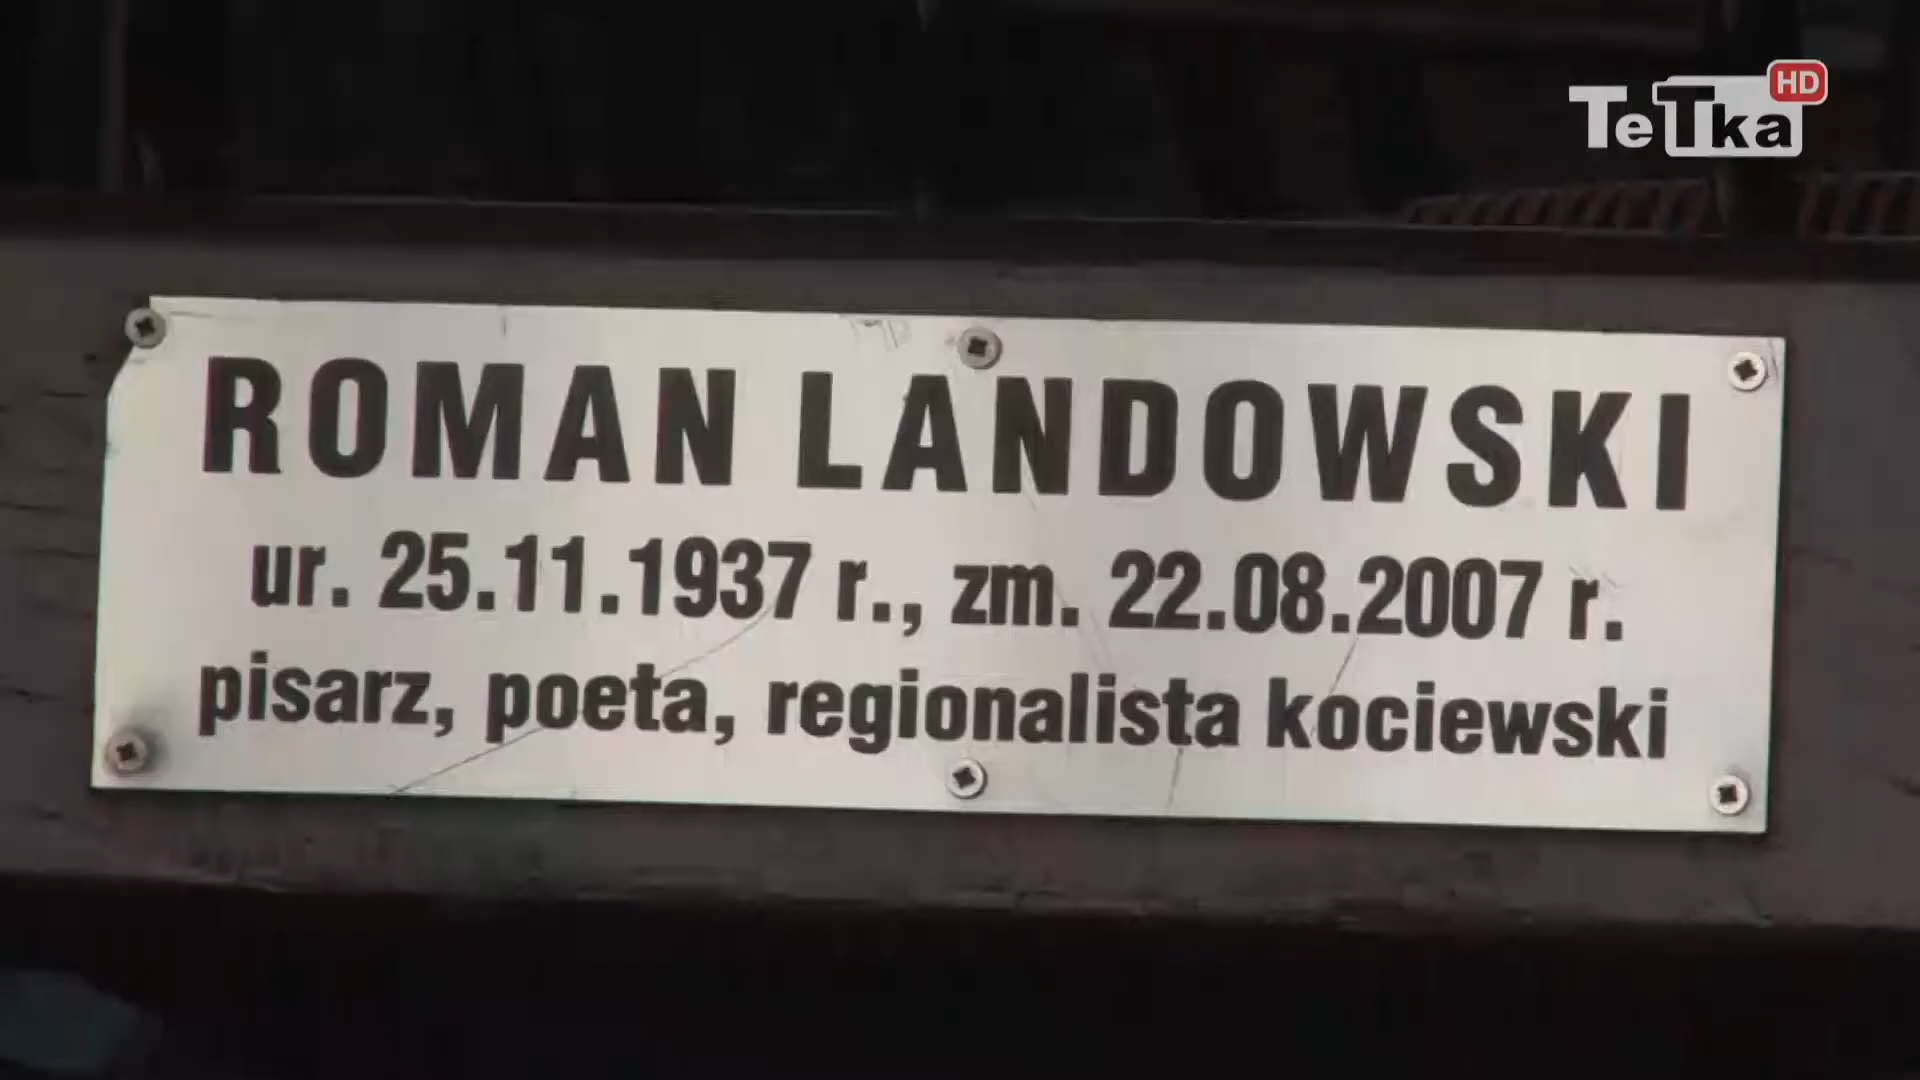 TeTka HD
ROMAN LANDOWSKI
ur. 25.11.1937 r., zm. 22.08.2007 r.
pisarz, poeta, regionalista kociewski